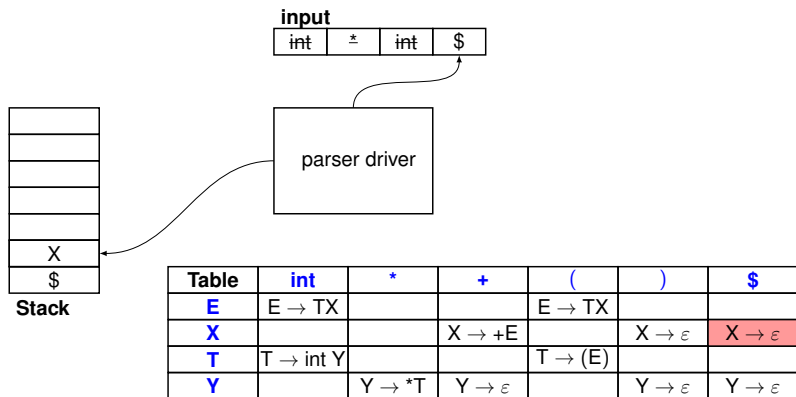 input
int * int $
parser driver
X
$
Stack
Table int * + ( ) $
E E → TX E → TX
X X → +E X → ε X → ε
T T → int Y T → (E)
Y Y → *T Y → ε Y → ε Y → ε